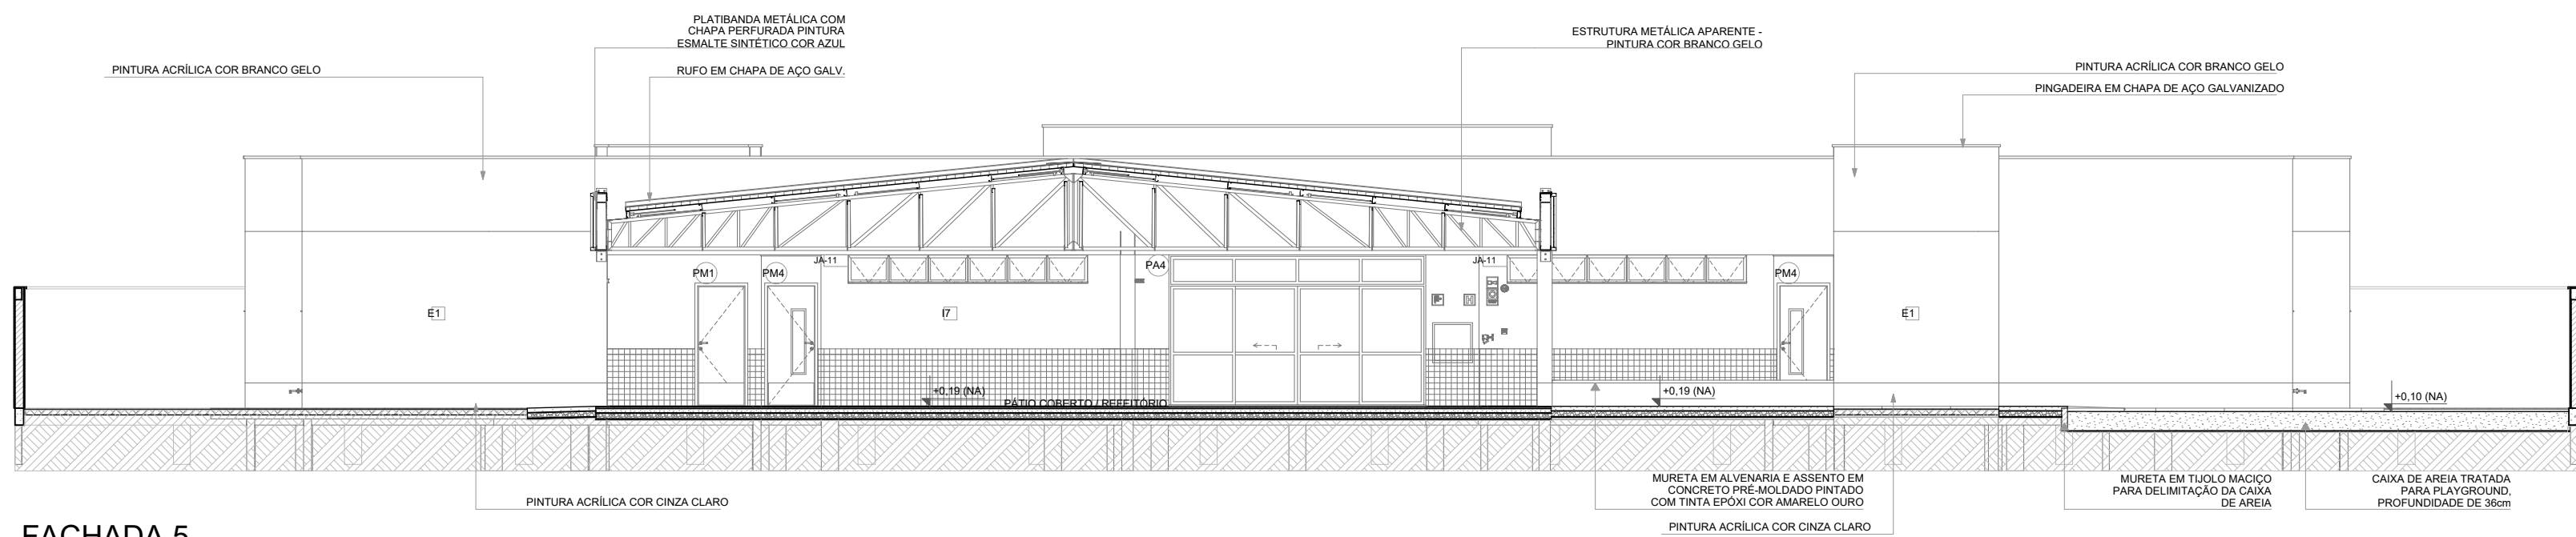 PLATIBANDA METÁLICA COM
CHAPA PERFURADA PINTURA
ESMALTE SINTÉTICO COR AZUL
ESTRUTURA METÁLICA APARENTE -
PINTURA COR BRANCO GELO
PINTURA ACRÍLICA COR BRANCO GELO
RUFO EM CHAPA DE AÇO GALV.
PINTURA ACRÍLICA COR BRANCO GELO
PINGADEIRA EM CHAPA DE AÇO GALVANIZADO
PM1
PM4
JA-11
PA4
JA-11
PM4
E1
I7
E1
+0,19 (NA)
PÁTIO COBERTO / REFEITÓRIO
+0,19 (NA)
+0,10 (NA)
PINTURA ACRÍLICA COR CINZA CLARO
MURETA EM ALVENARIA E ASSENTO EM
CONCRETO PRÉ-MOLDADO PINTADO
COM TINTA EPÓXI COR AMARELO OURO
PINTURA ACRÍLICA COR CINZA CLARO
MURETA EM TIJOLO MACIÇO
PARA DELIMITAÇÃO DA CAIXA
DE AREIA
CAIXA DE AREIA TRATADA
PARA PLAYGROUND,
PROFUNDIDADE DE 36cm
FACHADA 5